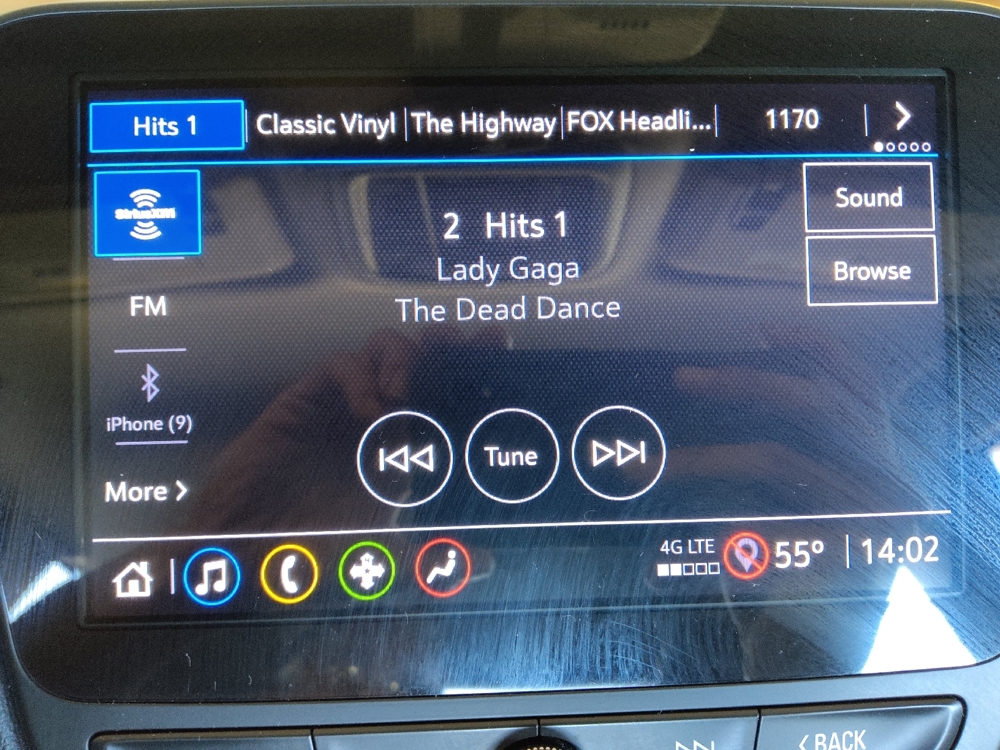 Hits 1
Classic Vinyl
The Highway
FOX Headli...
1170
SiriusXM
Sound
2 Hits 1
Browse
Lady Gaga
FM
The Dead Dance
iPhone (9)
Tune
More
4G LTE
55°
14:02
BACK